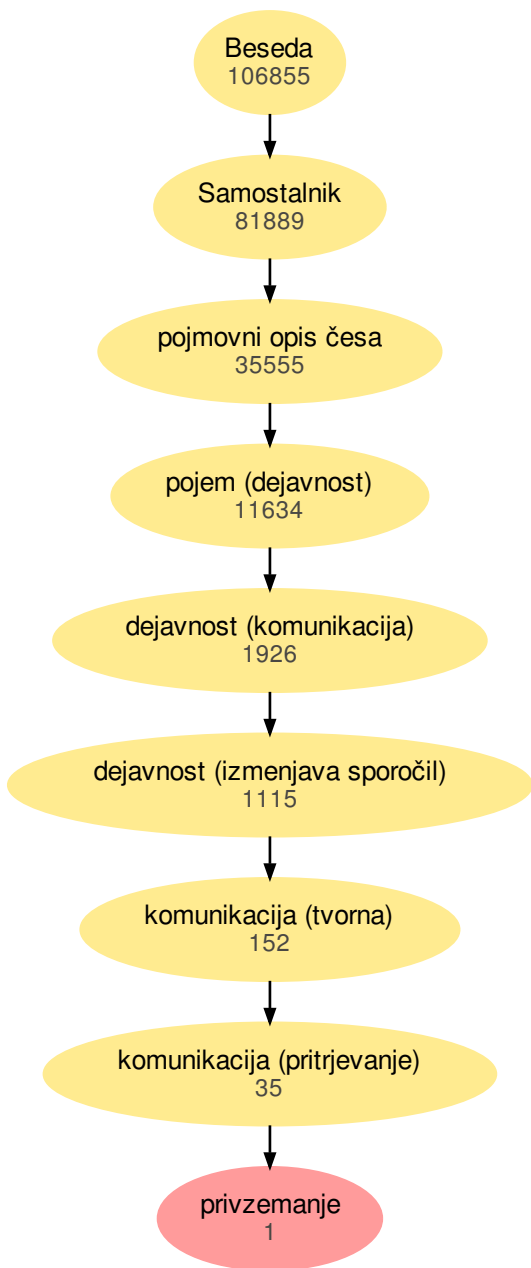 Beseda
106855
Samostalnik
81889
pojmovni opis česa
35555
pojem (dejavnost)
11634
dejavnost (komunikacija)
1926
dejavnost (izmenjava sporočil)
1115
komunikacija (tvorna)
152
komunikacija (pritrjevanje)
35
privzemanje
1